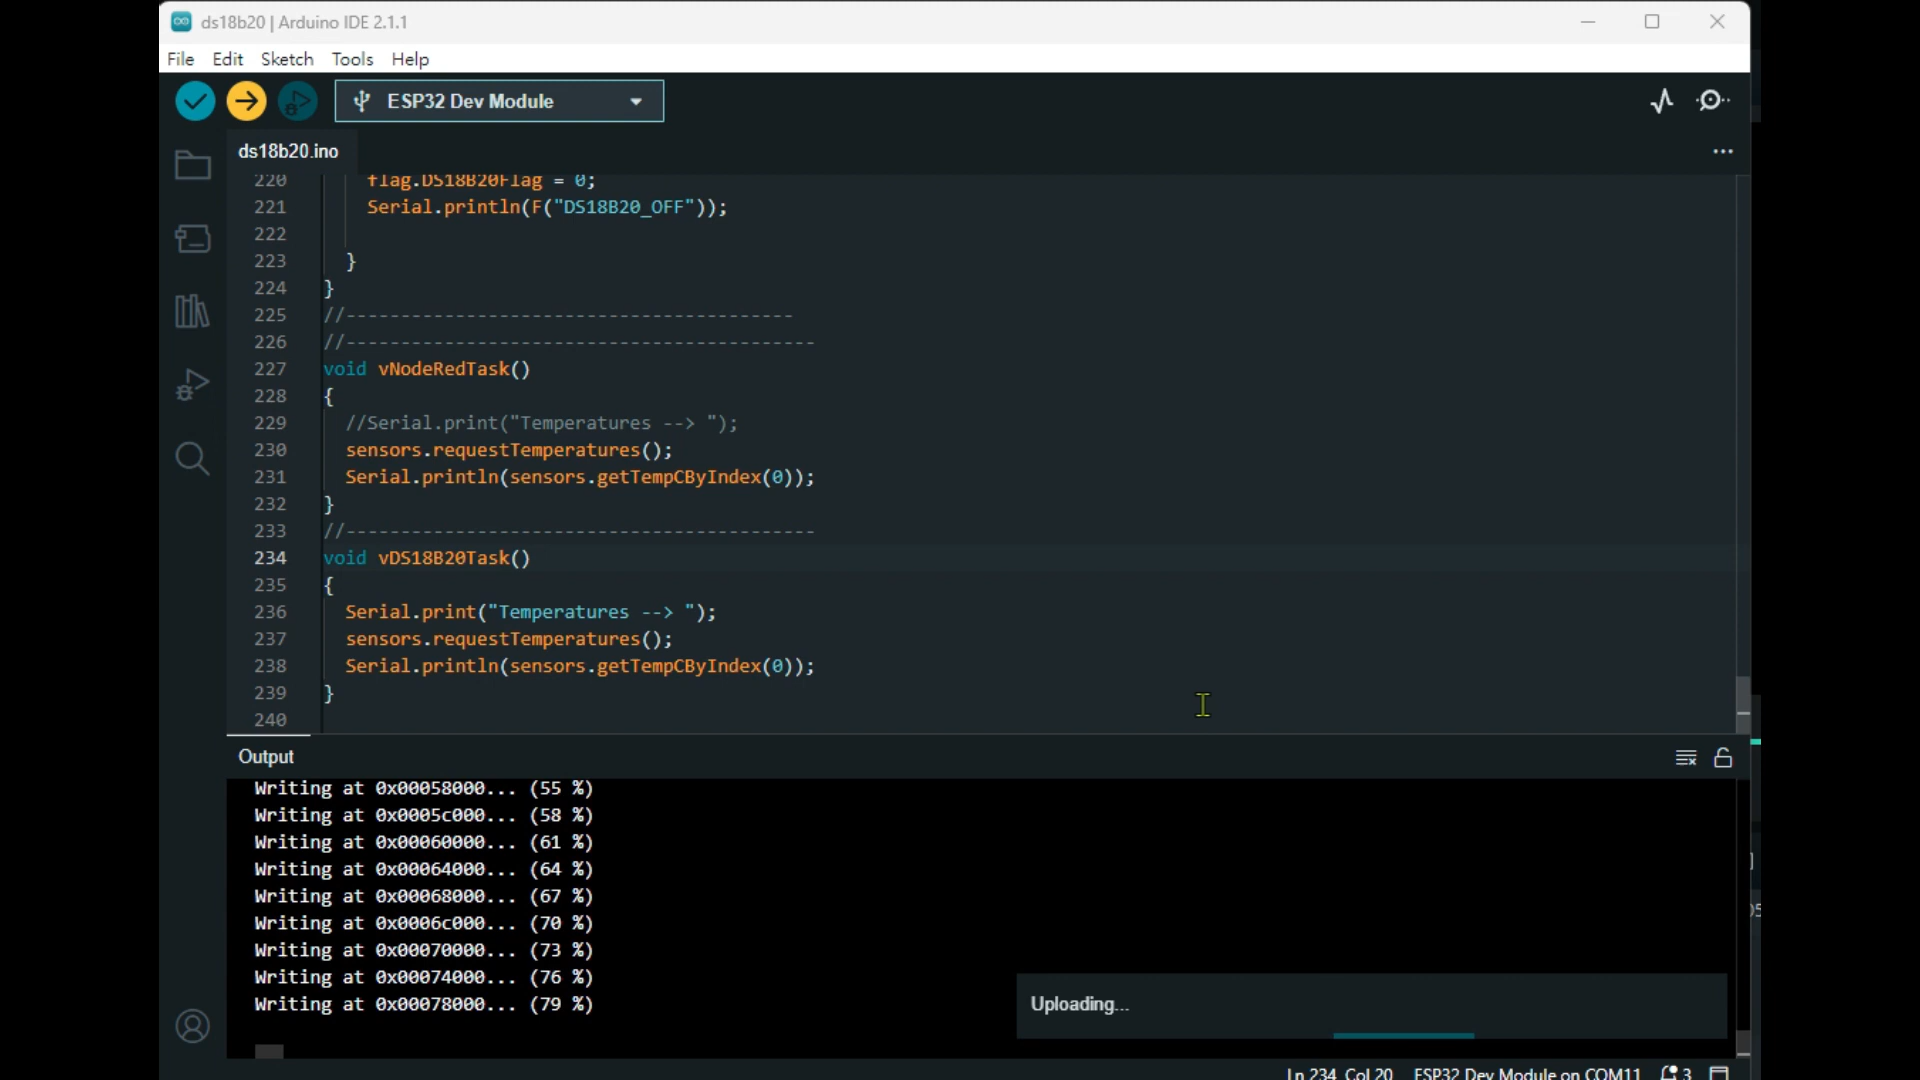 ds18b20 | Arduino IDE 2.1.1
File Edit Sketch Tools Help
ESP32 Dev Module
ds18b20.ino
220 flag.DS18B20Flag = 0;
221 Serial.println(F("DS18B20_OFF"));
222
223 }
224 }
225 //-----------------------------------------
226 //-------------------------------------------
227 void vNodeRedTask()
228 {
229 //Serial.print("Temperatures --> ");
230 sensors.requestTemperatures();
231 Serial.println(sensors.getTempCByIndex(0));
232 }
233 //-------------------------------------------
234 void vDS18B20Task()
235 {
236 Serial.print("Temperatures --> ");
237 sensors.requestTemperatures();
238 Serial.println(sensors.getTempCByIndex(0));
239 }
240
Output
Writing at 0x00058000... (55 %)
Writing at 0x0005c000... (58 %)
Writing at 0x00060000... (61 %)
Writing at 0x00064000... (64 %)
Writing at 0x00068000... (67 %)
Writing at 0x0006c000... (70 %)
Writing at 0x00070000... (73 %)
Writing at 0x00074000... (76 %)
Writing at 0x00078000... (79 %)
Uploading...
Ln 234, Col 20 ESP32 Dev Module on COM11 3